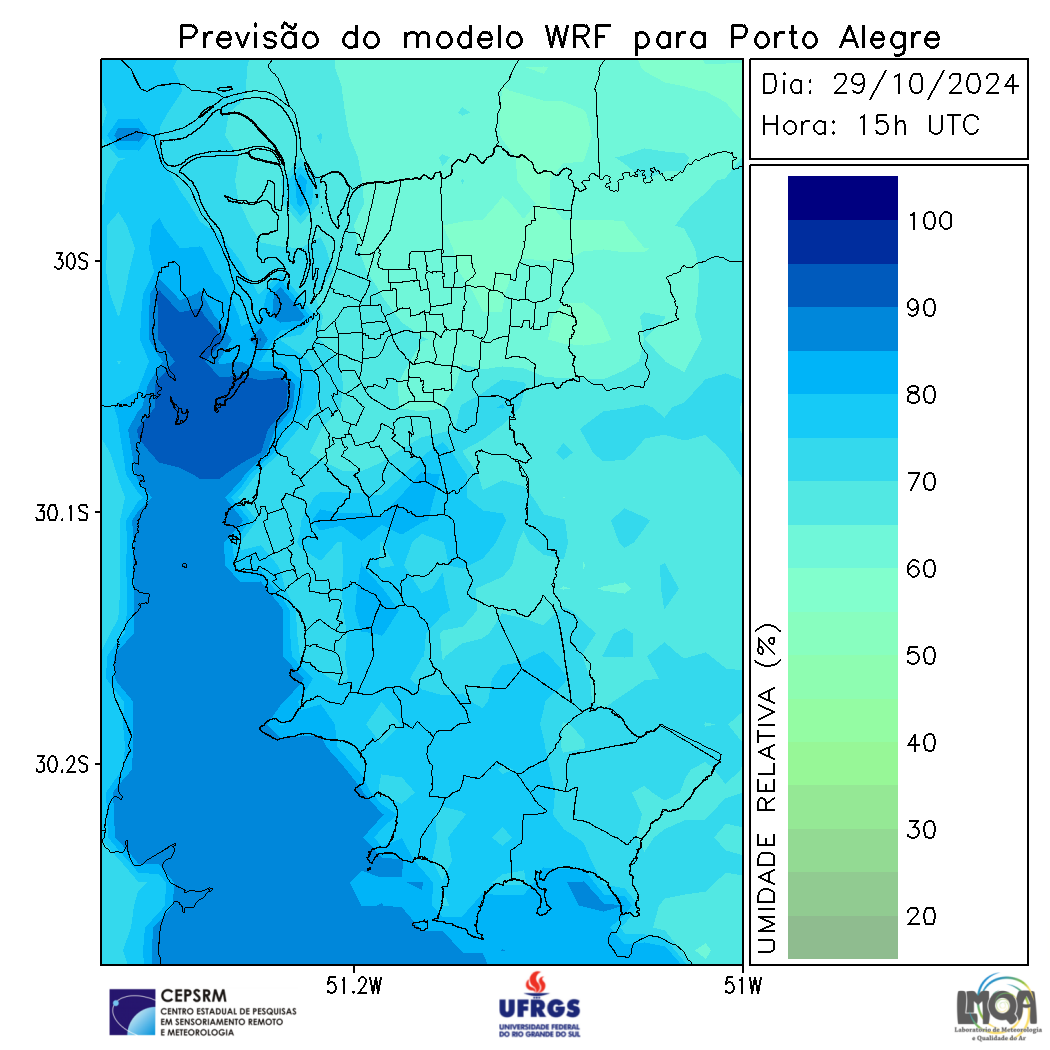 Previsão do modelo WRF para Porto Alegre
Dia: 29/10/2024
Hora: 15h UTC
30S
30.1S
30.2S
51.2W
51W
UMIDADE RELATIVA (%)
100
90
80
70
60
50
40
30
20
CEPSRM
CENTRO ESTADUAL DE PESQUISAS
EM SENSORIAMENTO REMOTO
E METEOROLOGIA
UFRGS
UNIVERSIDADE FEDERAL
DO RIO GRANDE DO SUL
LMQA
Laboratório de Meteorologia
e Qualidade do Ar